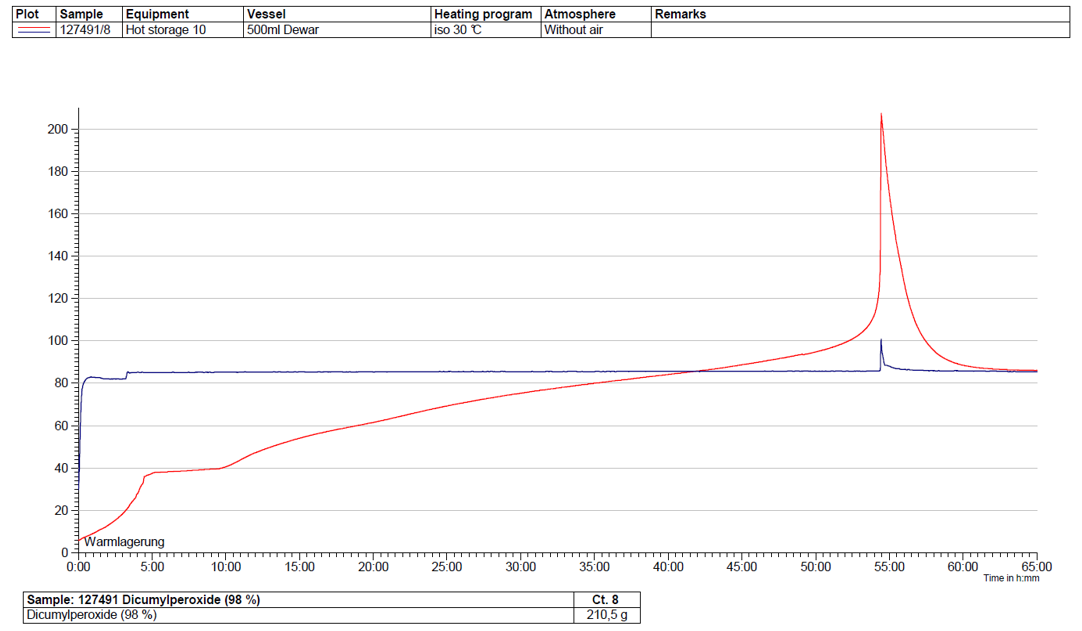 Plot Sample Equipment Vessel Heating program Atmosphere Remarks
127491/8 Hot storage 10 500ml Dewar iso 30 °C Without air
200
180
160
140
120
100
80
60
40
20
0
Warmlagerung
0:00 5:00 10:00 15:00 20:00 25:00 30:00 35:00 40:00 45:00 50:00 55:00 60:00 65:00
Time in h:mm
Sample: 127491 Dicumylperoxide (98 %) Ct. 8
Dicumylperoxide (98 %) 210,5 g